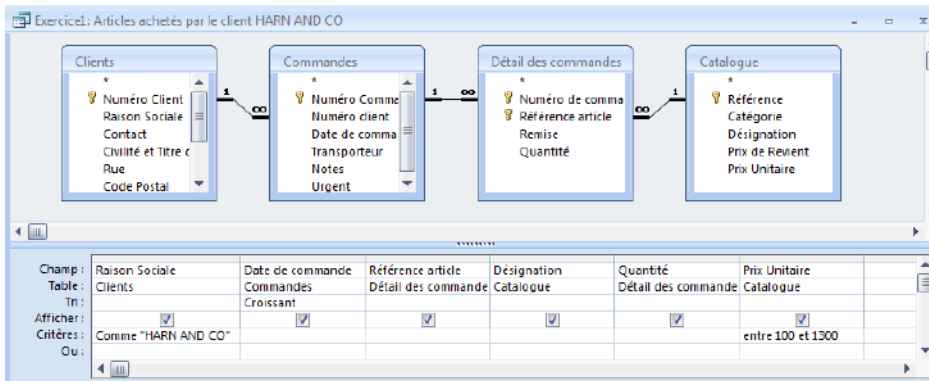 Exercice1: Articles achetés par le client HARN AND CO
Clients
*
Numéro Client
Raison Sociale
Contact
Civilité et Titre c
Rue
Code Postal
Commandes
*
Numéro Comma
Numéro client
Date de comma
Transporteur
Notes
Urgent
Détail des commandes
*
Numéro de comma
Référence article
Remise
Quantité
Catalogue
*
Référence
Catégorie
Désignation
Prix de Revient
Prix Unitaire
1 ∞ 1 ∞ ∞ 1
Champ : Raison Sociale Date de commande Référence article Désignation Quantité Prix Unitaire
Table : Clients Commandes Détail des commande Catalogue Détail des commande Catalogue
Tri : Croissant
Afficher :
Critères : Comme "HARN AND CO" entre 100 et 1300
Ou :